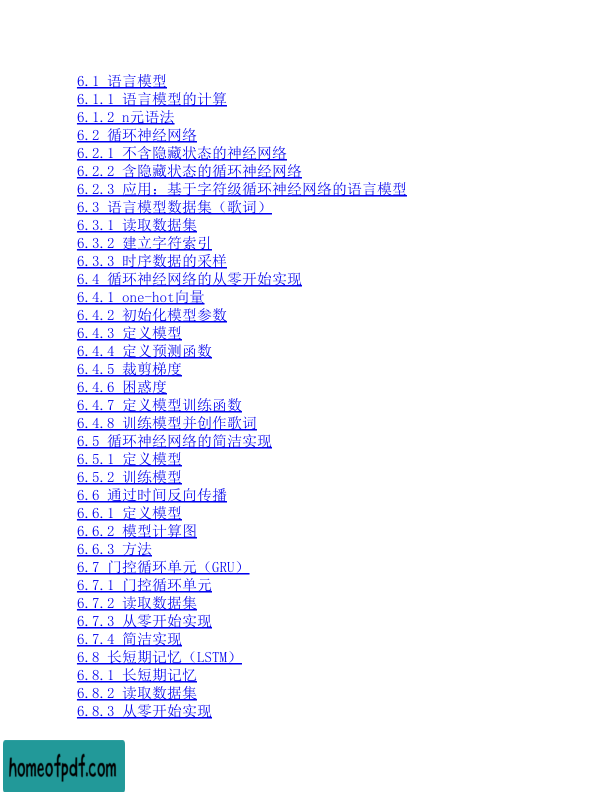 6.1 语言模型
6.1.1 语言模型的计算
6.1.2 n元语法
6.2 循环神经网络
6.2.1 不含隐藏状态的神经网络
6.2.2 含隐藏状态的循环神经网络
6.2.3 应用：基于字符级循环神经网络的语言模型
6.3 语言模型数据集（歌词）
6.3.1 读取数据集
6.3.2 建立字符索引
6.3.3 时序数据的采样
6.4 循环神经网络的从零开始实现
6.4.1 one-hot向量
6.4.2 初始化模型参数
6.4.3 定义模型
6.4.4 定义预测函数
6.4.5 裁剪梯度
6.4.6 困惑度
6.4.7 定义模型训练函数
6.4.8 训练模型并创作歌词
6.5 循环神经网络的简洁实现
6.5.1 定义模型
6.5.2 训练模型
6.6 通过时间反向传播
6.6.1 定义模型
6.6.2 模型计算图
6.6.3 方法
6.7 门控循环单元（GRU）
6.7.1 门控循环单元
6.7.2 读取数据集
6.7.3 从零开始实现
6.7.4 简洁实现
6.8 长短期记忆（LSTM）
6.8.1 长短期记忆
6.8.2 读取数据集
6.8.3 从零开始实现
homeofpdf.com